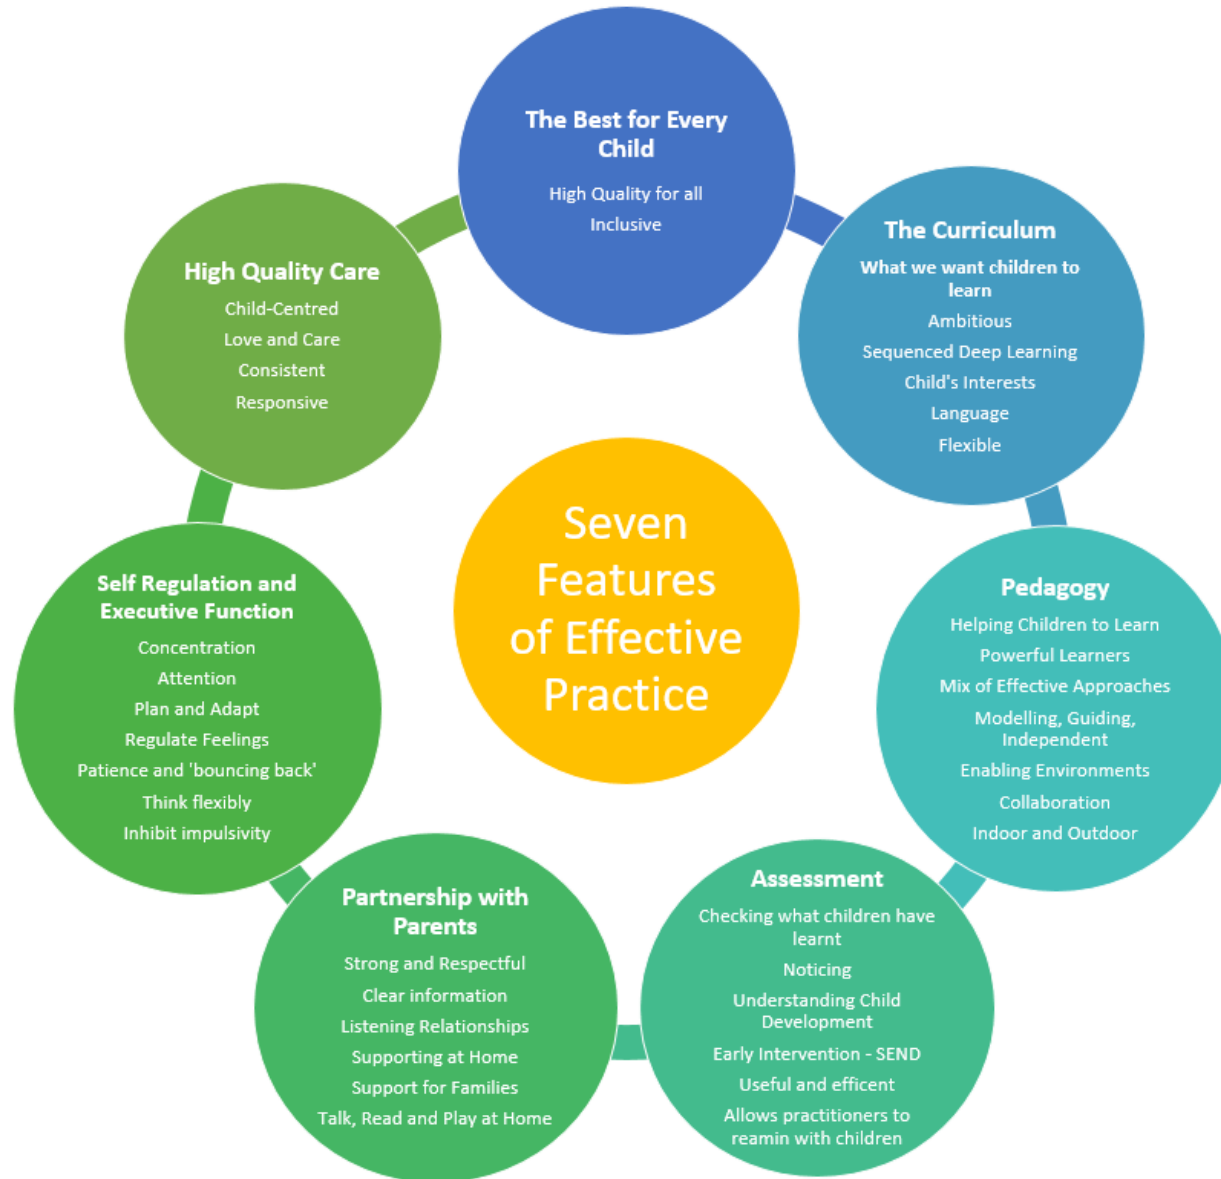 The Best for Every
Child
High Quality for all
Inclusive
The Curriculum
What we want children to
learn
Ambitious
Sequenced Deep Learning
Child's Interests
Language
Flexible
Pedagogy
Helping Children to Learn
Powerful Learners
Mix of Effective Approaches
Modelling, Guiding,
Independent
Enabling Environments
Collaboration
Indoor and Outdoor
Assessment
Checking what children have
learnt
Noticing
Understanding Child
Development
Early Intervention - SEND
Useful and efficent
Allows practitioners to
reamin with children
Partnership with
Parents
Strong and Respectful
Clear information
Listening Relationships
Supporting at Home
Support for Families
Talk, Read and Play at Home
Self Regulation and
Executive Function
Concentration
Attention
Plan and Adapt
Regulate Feelings
Patience and 'bouncing back'
Think flexibly
Inhibit impulsivity
High Quality Care
Child-Centred
Love and Care
Consistent
Responsive
Seven
Features
of Effective
Practice